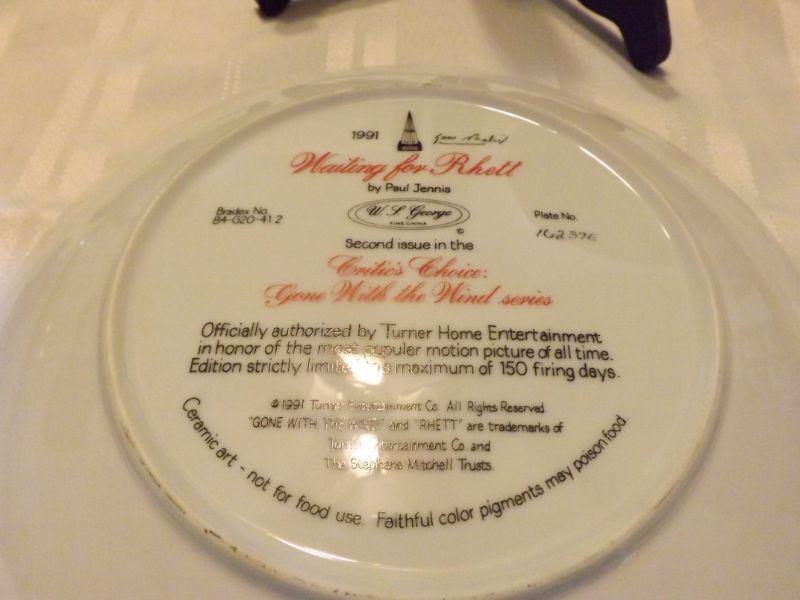 1991
Waiting for Rhett
by Paul Jennis
Bradex No.
84-G20-41.2
W. S. George
FINE CHINA
©
Plate No.
16237E
Second issue in the
Critic's Choice:
Gone With the Wind series
Officially authorized by Turner Home Entertainment
in honor of the most popular motion picture of all time.
Edition strictly limited to a maximum of 150 firing days.
©1991 Turner Entertainment Co. All Rights Reserved.
"GONE WITH THE WIND" and "RHETT" are trademarks of
Turner Entertainment Co. and
The Stephens Mitchell Trusts.
Ceramic art - not for food use. Faithful color pigments may poison food.